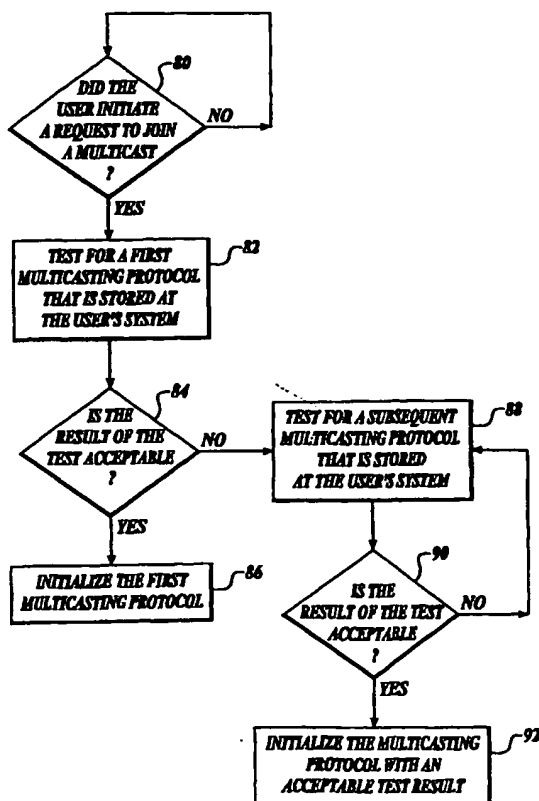 80
DID THE
USER INITIATE
A REQUEST TO JOIN
A MULTICAST
?
NO
YES
82
TEST FOR A FIRST
MULTICASTING PROTOCOL
THAT IS STORED AT
THE USER'S SYSTEM
84
IS THE
RESULT OF THE
TEST ACCEPTABLE
?
NO
YES
86
INITIALIZE THE FIRST
MULTICASTING PROTOCOL
88
TEST FOR A SUBSEQUENT
MULTICASTING PROTOCOL
THAT IS STORED
AT THE USER'S SYSTEM
90
IS THE
RESULT OF THE TEST
ACCEPTABLE
?
NO
YES
92
INITIALIZE THE MULTICASTING
PROTOCOL WITH AN
ACCEPTABLE TEST RESULT